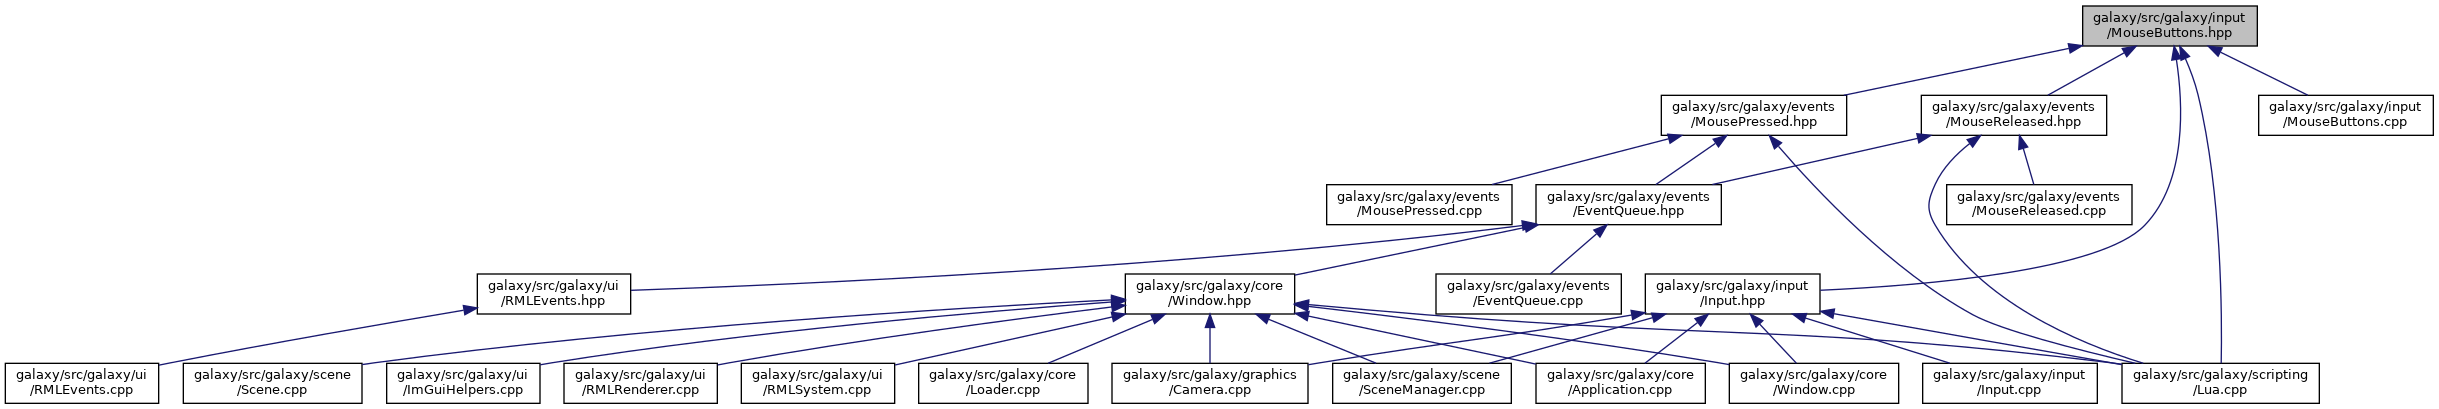 galaxy/src/galaxy/input
/MouseButtons.hpp
galaxy/src/galaxy/events
/MousePressed.hpp
galaxy/src/galaxy/events
/MouseReleased.hpp
galaxy/src/galaxy/input
/MouseButtons.cpp
galaxy/src/galaxy/events
/MousePressed.cpp
galaxy/src/galaxy/events
/EventQueue.hpp
galaxy/src/galaxy/events
/MouseReleased.cpp
galaxy/src/galaxy/ui
/RMLEvents.hpp
galaxy/src/galaxy/core
/Window.hpp
galaxy/src/galaxy/events
/EventQueue.cpp
galaxy/src/galaxy/input
/Input.hpp
galaxy/src/galaxy/ui
/RMLEvents.cpp
galaxy/src/galaxy/scene
/Scene.cpp
galaxy/src/galaxy/ui
/ImGuiHelpers.cpp
galaxy/src/galaxy/ui
/RMLRenderer.cpp
galaxy/src/galaxy/ui
/RMLSystem.cpp
galaxy/src/galaxy/core
/Loader.cpp
galaxy/src/galaxy/graphics
/Camera.cpp
galaxy/src/galaxy/scene
/SceneManager.cpp
galaxy/src/galaxy/core
/Application.cpp
galaxy/src/galaxy/core
/Window.cpp
galaxy/src/galaxy/input
/Input.cpp
galaxy/src/galaxy/scripting
/Lua.cpp